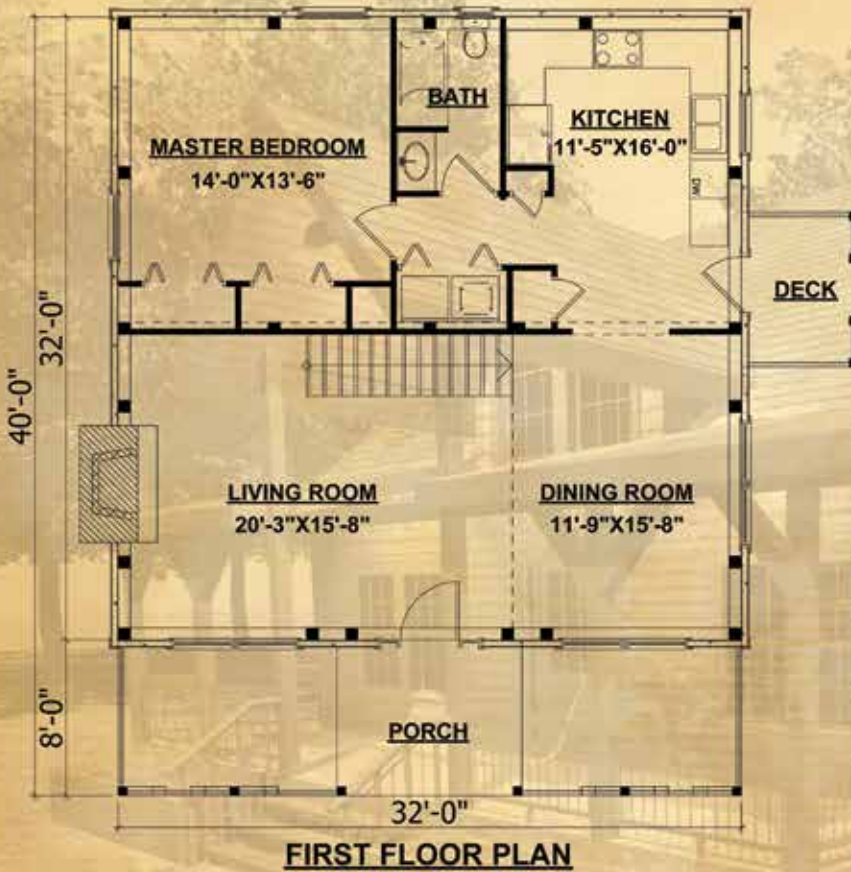 BATH
KITCHEN
11'-5"X16'-0"
MASTER BEDROOM
14'-0"X13'-6"
DW
DECK
32'-0"
40'-0"
LIVING ROOM
20'-3"X15'-8"
DINING ROOM
11'-9"X15'-8"
8'-0"
PORCH
32'-0"
FIRST FLOOR PLAN